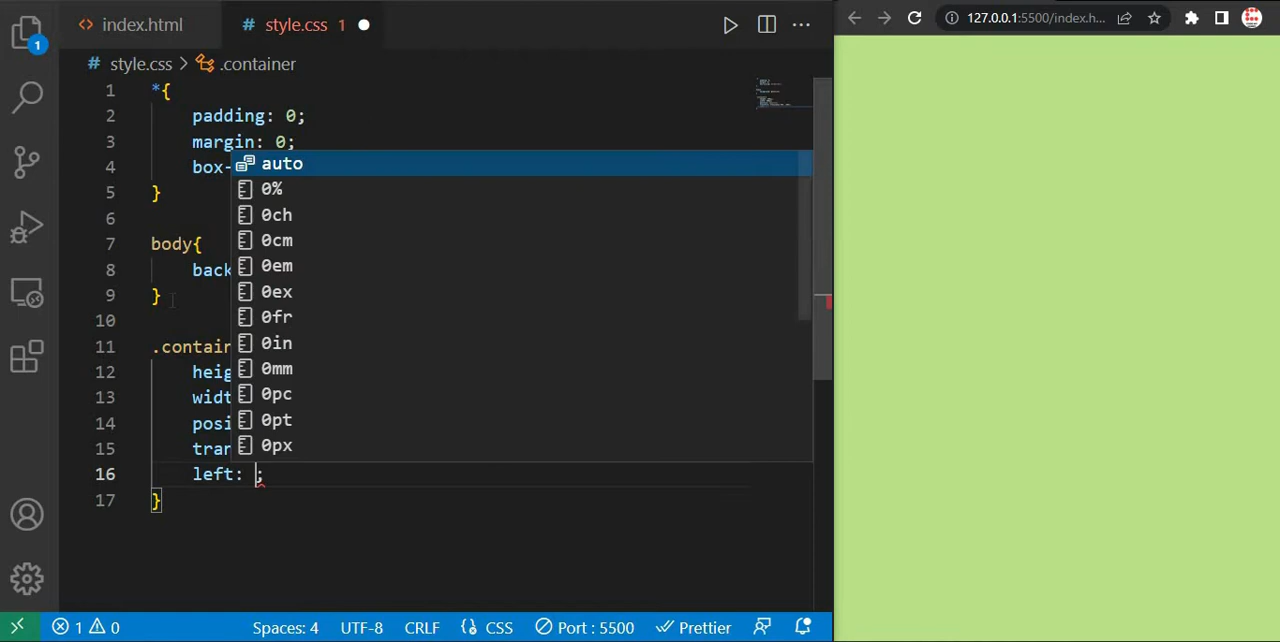 index.html
# style.css 1
127.0.0.1:5500/index.h...
1
# style.css > .container
1 *{
2 padding: 0;
3 margin: 0;
4 box-
5 }
6
7 body{
8 back
9 }
10
11 .contain
12 heig
13 widt
14 posi
15 tran
16 left: ;
17 }
auto
0%
0ch
0cm
0em
0ex
0fr
0in
0mm
0pc
0pt
0px
1 0 Spaces: 4 UTF-8 CRLF {} CSS Port : 5500 Prettier